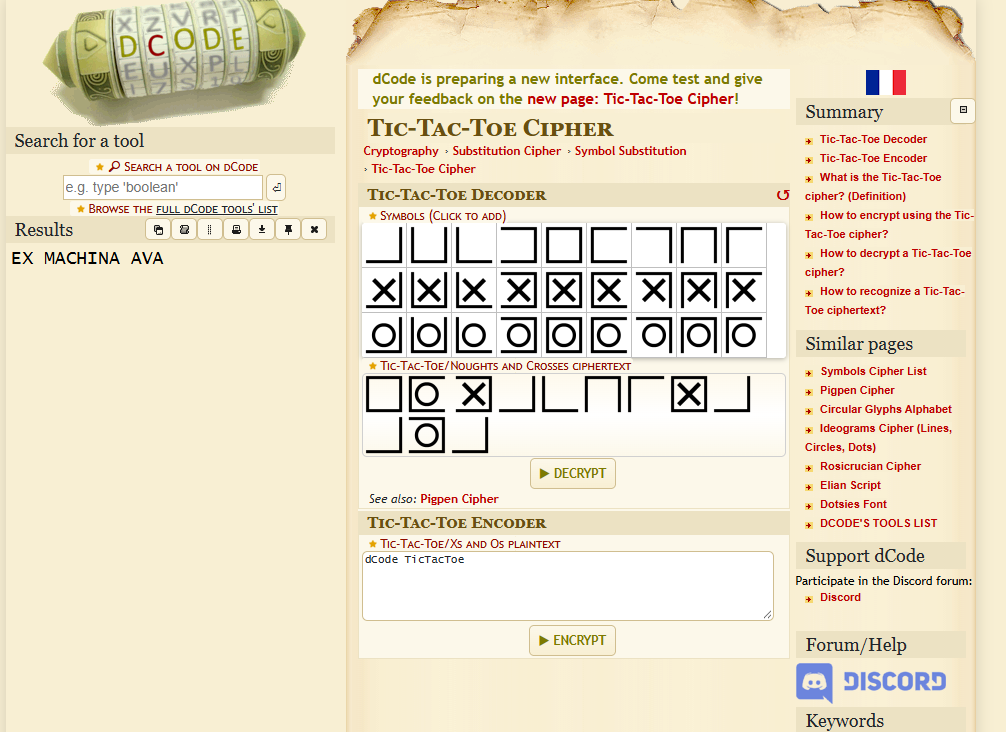 X Z V R T
D C O D E
E U X P L
Search for a tool
SEARCH A TOOL ON DCODE
e.g. type 'boolean'
BROWSE THE FULL DCODE TOOLS' LIST
Results
EX MACHINA AVA
dCode is preparing a new interface. Come test and give
your feedback on the new page: Tic-Tac-Toe Cipher!
TIC-TAC-TOE CIPHER
Cryptography › Substitution Cipher › Symbol Substitution
› Tic-Tac-Toe Cipher
TIC-TAC-TOE DECODER
SYMBOLS (CLICK TO ADD)
TIC-TAC-TOE/NOUGHTS AND CROSSES CIPHERTEXT
► DECRYPT
See also: Pigpen Cipher
TIC-TAC-TOE ENCODER
TIC-TAC-TOE/XS AND OS PLAINTEXT
dCode TicTacToe
► ENCRYPT
Summary
Tic-Tac-Toe Decoder
Tic-Tac-Toe Encoder
What is the Tic-Tac-Toe
cipher? (Definition)
How to encrypt using the Tic-
Tac-Toe cipher?
How to decrypt a Tic-Tac-Toe
cipher?
How to recognize a Tic-Tac-
Toe ciphertext?
Similar pages
Symbols Cipher List
Pigpen Cipher
Circular Glyphs Alphabet
Ideograms Cipher (Lines,
Circles, Dots)
Rosicrucian Cipher
Elian Script
Dotsies Font
DCODE'S TOOLS LIST
Support dCode
Participate in the Discord forum:
Discord
Forum/Help
DISCORD
Keywords